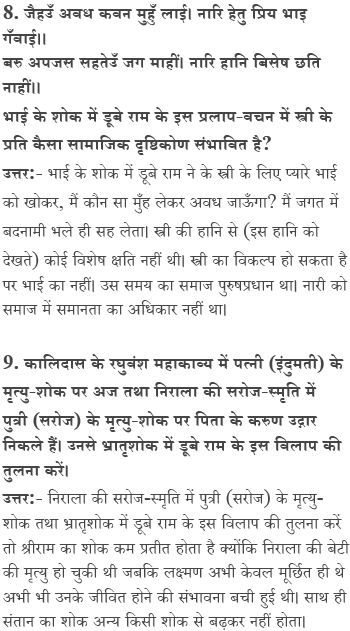 8. जैहउँ अवध कवन मुहुँ लाई। नारि हेतु प्रिय भाइ
गँवाई॥
बरु अपजस सहतेउँ जग माहीं। नारि हानि बिसेष छति
नाहीं॥
भाई के शोक में डूबे राम के इस प्रलाप-वचन में स्त्री के
प्रति कैसा सामाजिक दृष्टिकोण संभावित है?
उत्तर:- भाई के शोक में डूबे राम ने के स्त्री के लिए प्यारे भाई
को खोकर, मैं कौन सा मुँह लेकर अवध जाऊँगा? मैं जगत में
बदनामी भले ही सह लेता। स्त्री की हानि से (इस हानि को
देखते) कोई विशेष क्षति नहीं थी। स्त्री का विकल्प हो सकता है
पर भाई का नहीं। उस समय का समाज पुरुषप्रधान था। नारी को
समाज में समानता का अधिकार नहीं था।
9. कालिदास के रघुवंश महाकाव्य में पत्नी (इंदुमती) के
मृत्यु-शोक पर अज तथा निराला की सरोज-स्मृति में
पुत्री (सरोज) के मृत्यु-शोक पर पिता के करुण उद्गार
निकले हैं। उनसे भ्रातृशोक में डूबे राम के इस विलाप की
तुलना करें।
उत्तर:- निराला की सरोज-स्मृति में पुत्री (सरोज) के मृत्यु-
शोक तथा भ्रातृशोक में डूबे राम के इस विलाप की तुलना करें
तो श्रीराम का शोक कम प्रतीत होता है क्योंकि निराला की बेटी
की मृत्यु हो चुकी थी जबकि लक्ष्मण अभी केवल मूर्छित ही थे
अभी भी उनके जीवित होने की संभावना बची हुई थी। साथ ही
संतान का शोक अन्य किसी शोक से बढ़कर नहीं होता।